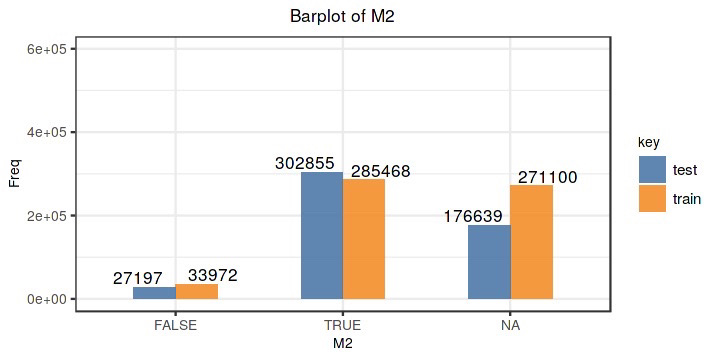 Barplot of M2
6e+05
4e+05
2e+05
0e+00
Freq
27197
33972
302855
285468
176639
271100
FALSE
TRUE
NA
M2
key
test
train